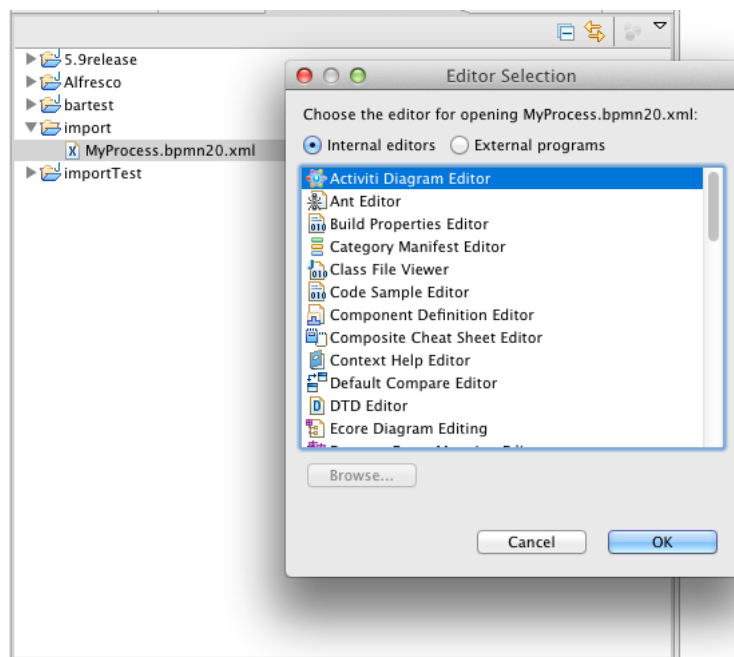 5.9release
Alfresco
bartest
import
MyProcess.bpmn20.xml
importTest
Editor Selection
Choose the editor for opening MyProcess.bpmn20.xml:
Internal editors External programs
Activiti Diagram Editor
Ant Editor
Build Properties Editor
Category Manifest Editor
Class File Viewer
Code Sample Editor
Component Definition Editor
Composite Cheat Sheet Editor
Context Help Editor
Default Compare Editor
DTD Editor
Ecore Diagram Editing
Browse...
Cancel OK